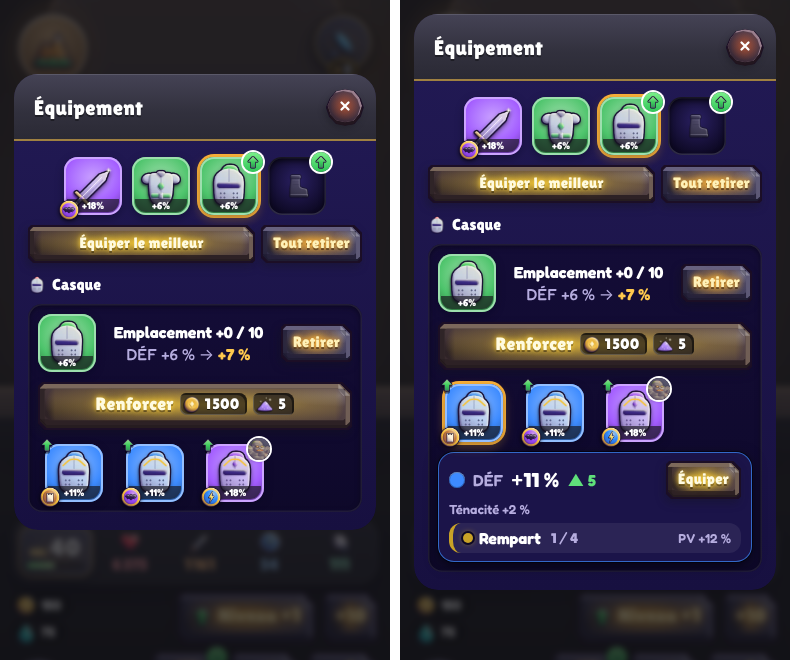 Équipement
+18%
+6%
+6%
Équiper le meilleur
Tout retirer
Casque
+6%
Emplacement +0 / 10
DÉF +6 % → +7 %
Retirer
Renforcer 1500 5
+11%
+11%
+18%
Équipement
+18%
+6%
+6%
Équiper le meilleur
Tout retirer
Casque
+6%
Emplacement +0 / 10
DÉF +6 % → +7 %
Retirer
Renforcer 1500 5
+11%
+11%
+18%
DÉF +11 % ▲ 5
Équiper
Ténacité +2 %
Rempart 1 / 4
PV +12 %